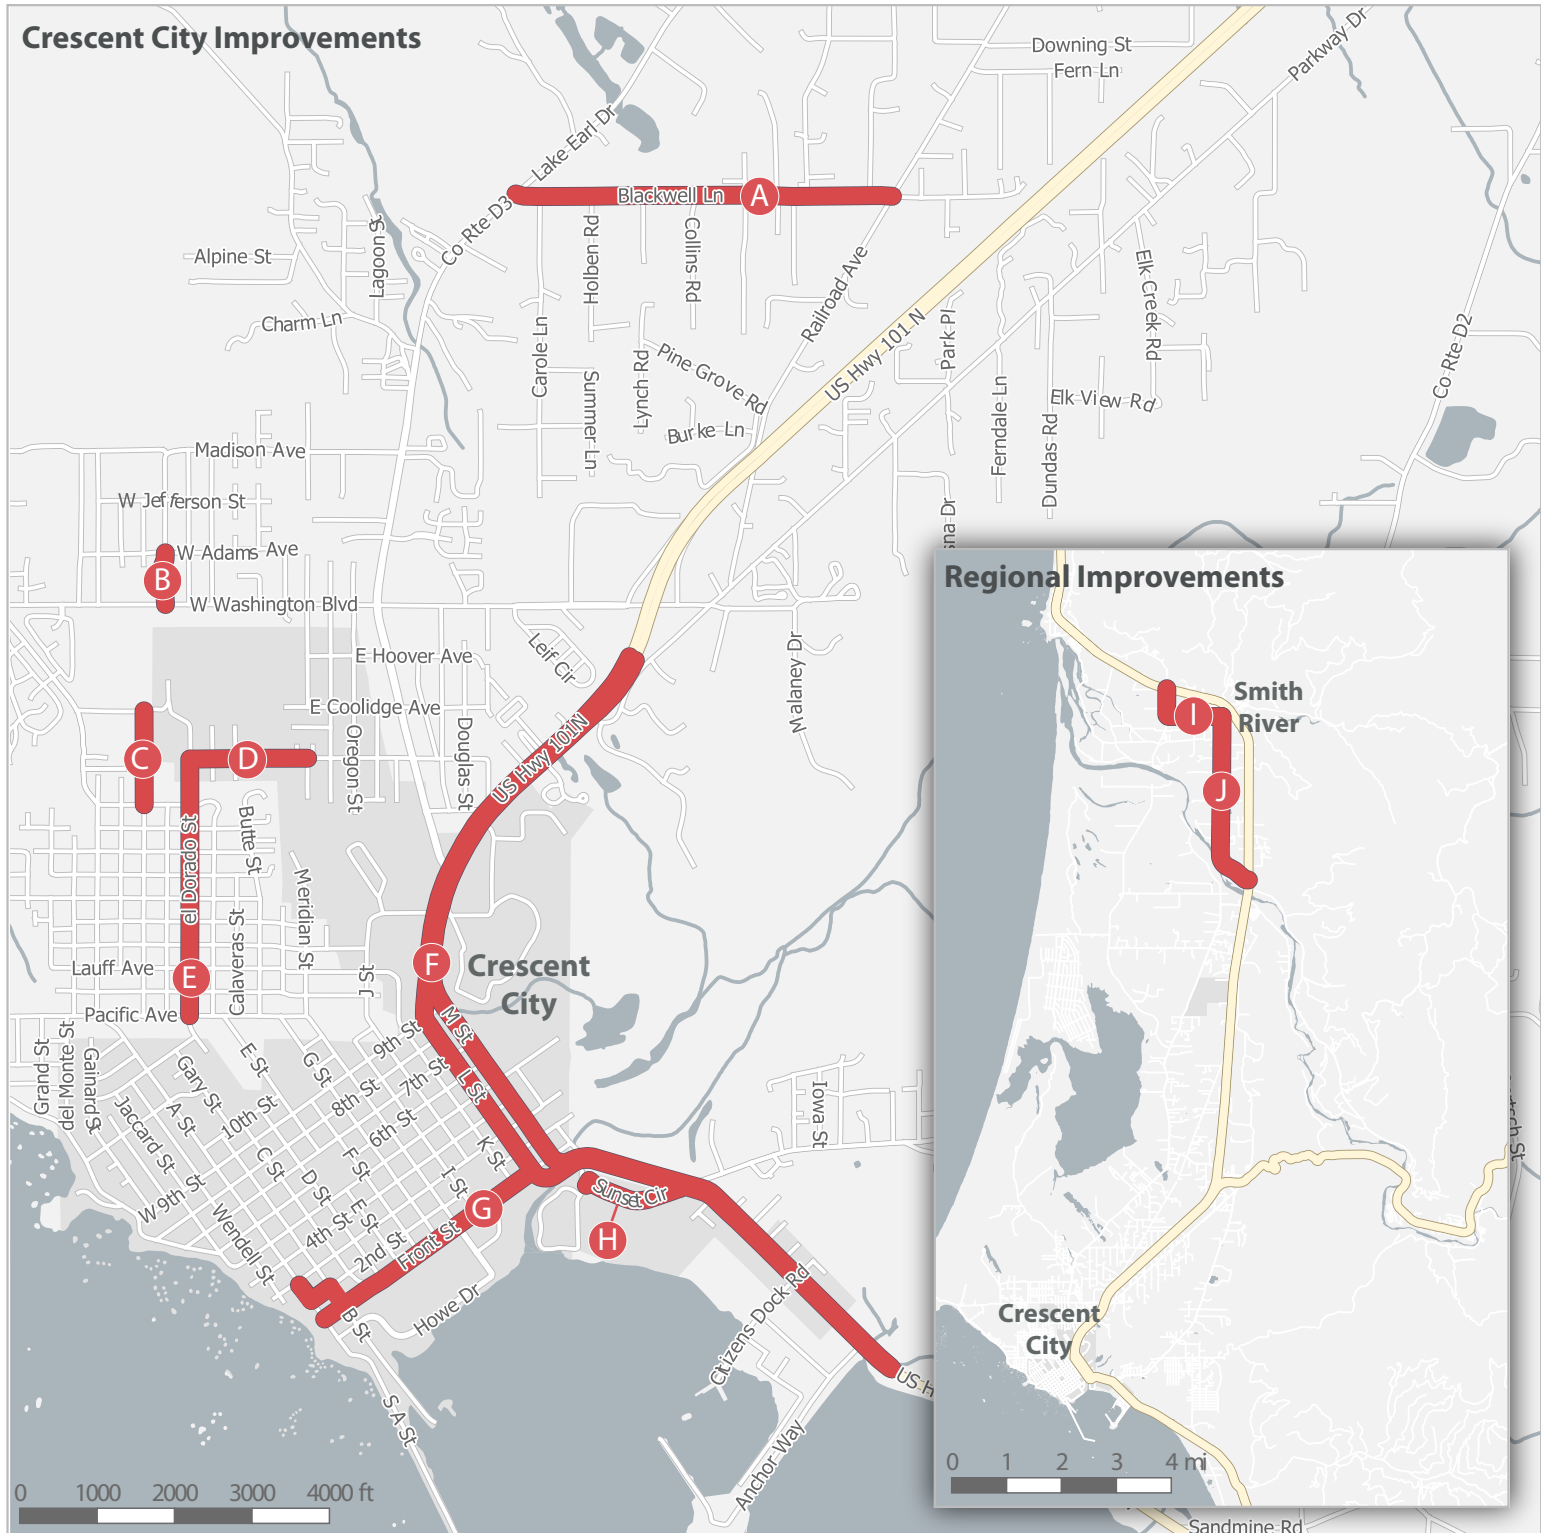 Crescent City Improvements
Downing St
Fern Ln
Parkway Dr
Lake Earl Dr
Blackwell Ln
A
Co Rte D3
Lagoon St
Alpine St
Holben Rd
Collins Rd
Railroad Ave
Elk Creek Rd
Charm Ln
Carole Ln
US Hwy 101 N
Park Pl
Co Rte D2
Lynch Rd
Pine Grove Rd
Summer Ln
Burke Ln
Ferndale Ln
Elk View Rd
Dundas Rd
Madison Ave
W Jefferson St
sna Dr
W Adams Ave
B
W Washington Blvd
Leif Cir
Malaney Dr
E Hoover Ave
E Coolidge Ave
Oregon St
Douglas St
US Hwy 101N
C
D
el Dorado St
Butte St
Meridian St
Calaveras St
Lauff Ave
E
J St
F
Crescent
City
Pacific Ave
M St
9th St
Grand St
del Monte St
Gainard St
Gary St
E St
G St
7th St
L St
8th St
10th St
6th St
Jaccard St
A St
C St
F St
K St
Iowa St
W 9th St
D St
I St
Wendell St
E St
4th St
2nd St
G
Front St
Sunset Cir
H
B St
Howe Dr
Citizens Dock Rd
US H
S A St
Anchor Way
0 1000 2000 3000 4000 ft
Regional Improvements
Smith
River
I
J
Crescent
City
0 1 2 3 4 mi
Sandmine Rd